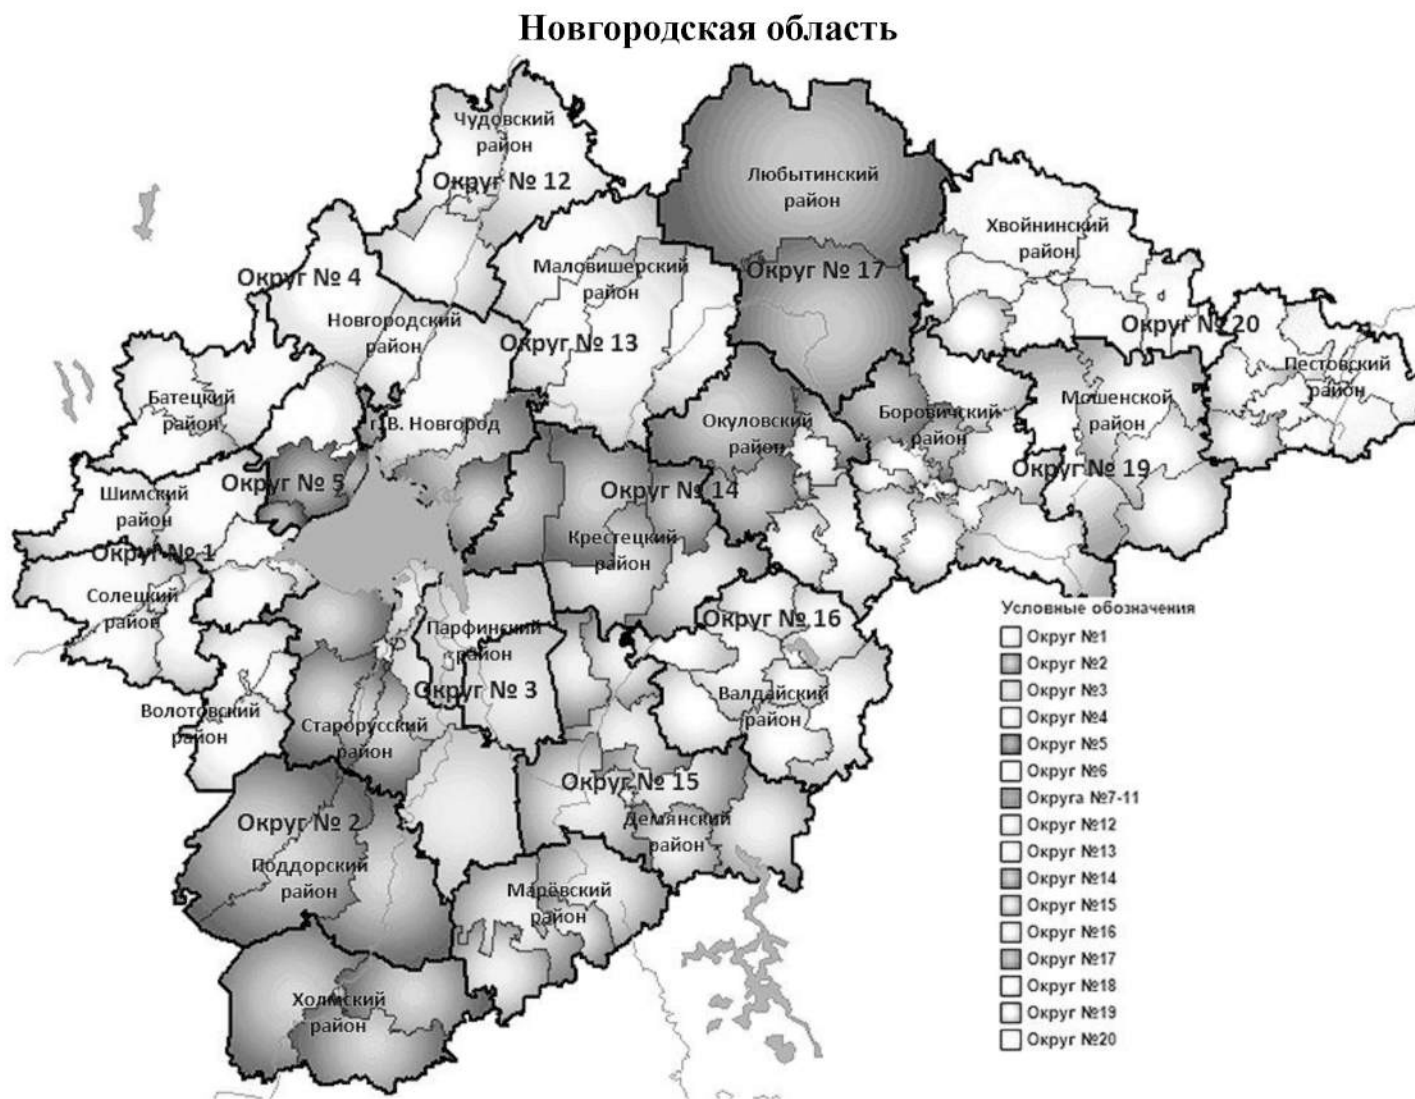 Новгородская область
Чудовский
район
Округ № 12
Любытинский
район
Хвойнинский
район
Округ № 4
Маловишерский
район
Округ № 17
Новгородский
район
Округ № 13
Округ № 20
Пестовский
район
Батецкий
район
г. В. Новгород
Окуловский
район
Боровичский
район
Мошенской
район
Округ № 19
Шимский
район
Округ № 5
Округ № 14
Округ № 1
Крестецкий
район
Солецкий
район
Парфинский
район
Округ № 16
Округ № 3
Валдайский
район
Волотовский
район
Старорусский
район
Округ № 15
Округ № 2
Демянский
район
Поддорский
район
Марёвский
район
Холмский
район
Условные обозначения
Округ №1
Округ №2
Округ №3
Округ №4
Округ №5
Округ №6
Округа №7-11
Округ №12
Округ №13
Округ №14
Округ №15
Округ №16
Округ №17
Округ №18
Округ №19
Округ №20